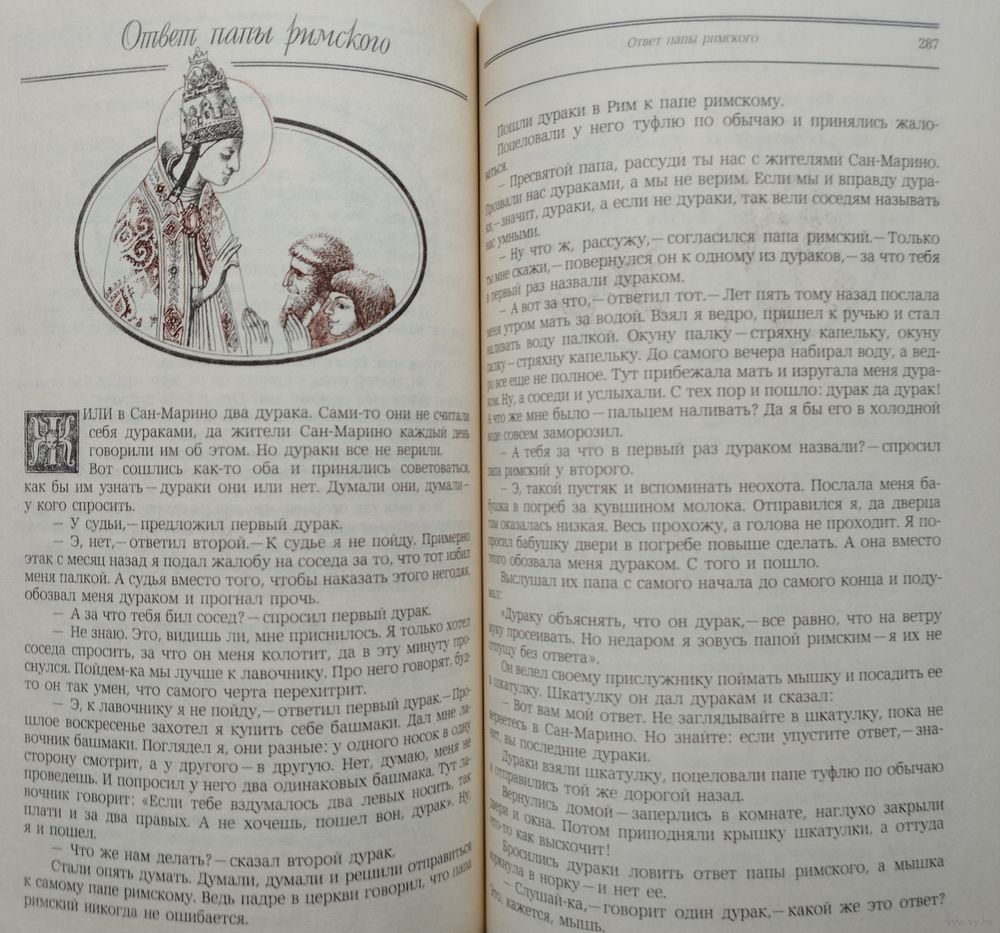 Ответ папы римского
ЖИЛИ в Сан-Марино два дурака. Сами-то они не считали
себя дураками, да жители Сан-Марино каждый день
говорили им об этом. Но дураки все не верили.
Вот сошлись как-то оба и принялись советоваться,
как бы им узнать — дураки они или нет. Думали они, думали —
у кого спросить.
— У судьи, — предложил первый дурак.
— Э, нет, — ответил второй. — К судье я не пойду. Примерно
этак с месяц назад я подал жалобу на соседа за то, что тот избил
меня палкой. А судья вместо того, чтобы наказать этого негодяя,
обозвал меня дураком и прогнал прочь.
— А за что тебя бил сосед? — спросил первый дурак.
— Не знаю. Это, видишь ли, мне приснилось. Я только хотел
соседа спросить, за что он меня колотит, да в эту минуту про-
снулся. Пойдем-ка мы лучше к лавочнику. Про него говорят, буд-
то он так умен, что самого черта перехитрит.
— Э, к лавочнику я не пойду, — ответил первый дурак. — Про-
шлое воскресенье захотел я купить себе башмаки. Дал мне ла-
вочник башмаки. Поглядел я, они разные: у одного носок в одну
сторону смотрит, а у другого — в другую. Нет, думаю, меня не
проведешь. И попросил у него два одинаковых башмака. Тут ла-
вочник говорит: «Если тебе вздумалось два левых носить, так
плати и за два правых. А не хочешь, пошел вон, дурак». Ну,
я и пошел.
— Что же нам делать? — сказал второй дурак.
Стали опять думать. Думали, думали и решили отправиться
к самому папе римскому. Ведь падре в церкви говорил, что папа
римский никогда не ошибается.
Ответ папы римского 287
Пошли дураки в Рим к папе римскому.
Поцеловали у него туфлю по обычаю и принялись жало-
ваться.
— Пресвятой папа, рассуди ты нас с жителями Сан-Марино.
Прозвали нас дураками, а мы не верим. Если мы и вправду дура-
ки, — значит, дураки, а если не дураки, так вели соседям называть
нас умными.
— Ну что ж, рассужу, — согласился папа римский. — Только
ты мне скажи, — повернулся он к одному из дураков, — за что тебя
в первый раз назвали дураком.
— А вот за что, — ответил тот. — Лет пять тому назад послала
меня утром мать за водой. Взял я ведро, пришел к ручью и стал
наливать воду палкой. Окуну палку — стряхну капельку, окуну
палку — стряхну капельку. До самого вечера набирал воду, а вед-
ро все еще не полное. Тут прибежала мать и изругала меня дура-
ком. Ну, а соседи и услыхали. С тех пор и пошло: дурак да дурак!
А что же мне было — пальцем наливать? Да я бы его в холодной
воде совсем заморозил.
— А тебя за что в первый раз дураком назвали? — спросил
папа римский у второго.
— Э, такой пустяк и вспоминать неохота. Послала меня ба-
бушка в погреб за кувшином молока. Отправился я, да дверца
там сказалась низкая. Весь прохожу, а голова не проходит. Я по-
просил бабушку двери в погребе повыше сделать. А она вместо
этого обозвала меня дураком. С того и пошло.
Выслушал их папа с самого начала до самого конца и поду-
мал:
«Дураку объяснять, что он дурак, — все равно, что на ветру
муку просеивать. Но недаром я зовусь папой римским — я их не
отпущу без ответа».
Он велел своему прислужнику поймать мышку и посадить ее
в шкатулку. Шкатулку он дал дуракам и сказал:
— Вот вам мой ответ. Не заглядывайте в шкатулку, пока не
вернетесь в Сан-Марино. Но знайте: если упустите ответ, — зна-
чит, вы последние дураки.
Дураки взяли шкатулку, поцеловали папе туфлю по обычаю
и отправились той же дорогой назад.
Вернулись домой — заперлись в комнате, наглухо закрыли
двери и окна. Потом приподняли крышку шкатулки, а оттуда
что-то как выскочит!
Бросились дураки ловить ответ папы римского, а мышка
юркнула в норку — и нет ее.
— Слушай-ка, — говорит один дурак, — какой же это ответ?
Это, кажется, мышь.
www.ay.by